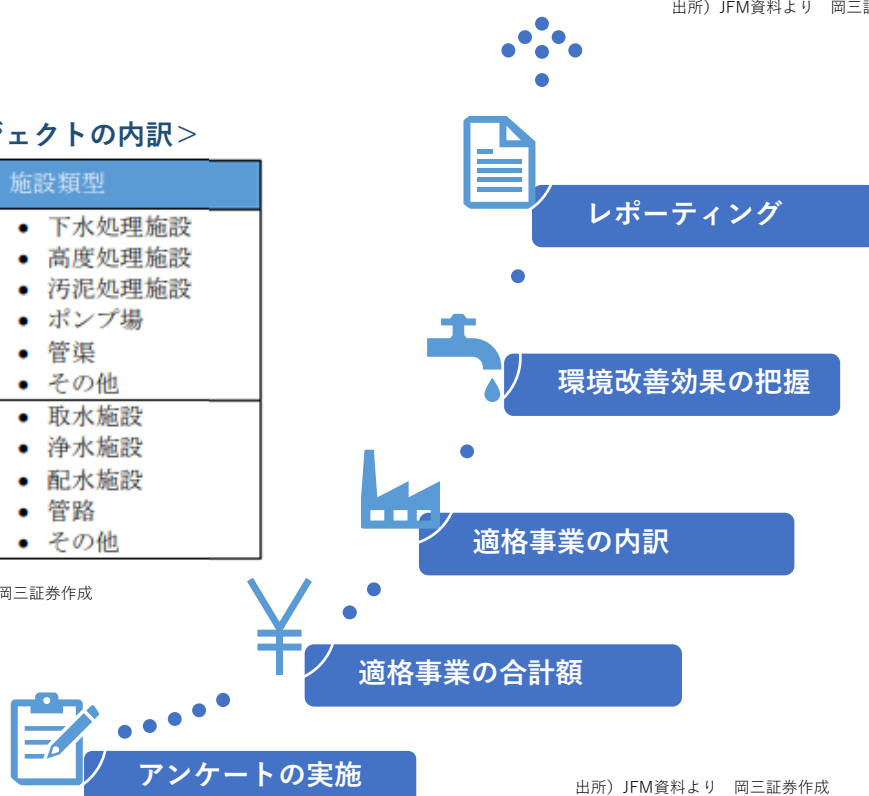 出所）JFM資料より　岡三証
ジェクトの内訳＞
施設類型
• 下水処理施設
• 高度処理施設
• 汚泥処理施設
• ポンプ場
• 管渠
• その他
• 取水施設
• 浄水施設
• 配水施設
• 管路
• その他
岡三証券作成
レポーティング
環境改善効果の把握
適格事業の内訳
適格事業の合計額
アンケートの実施
出所）JFM資料より　岡三証券作成